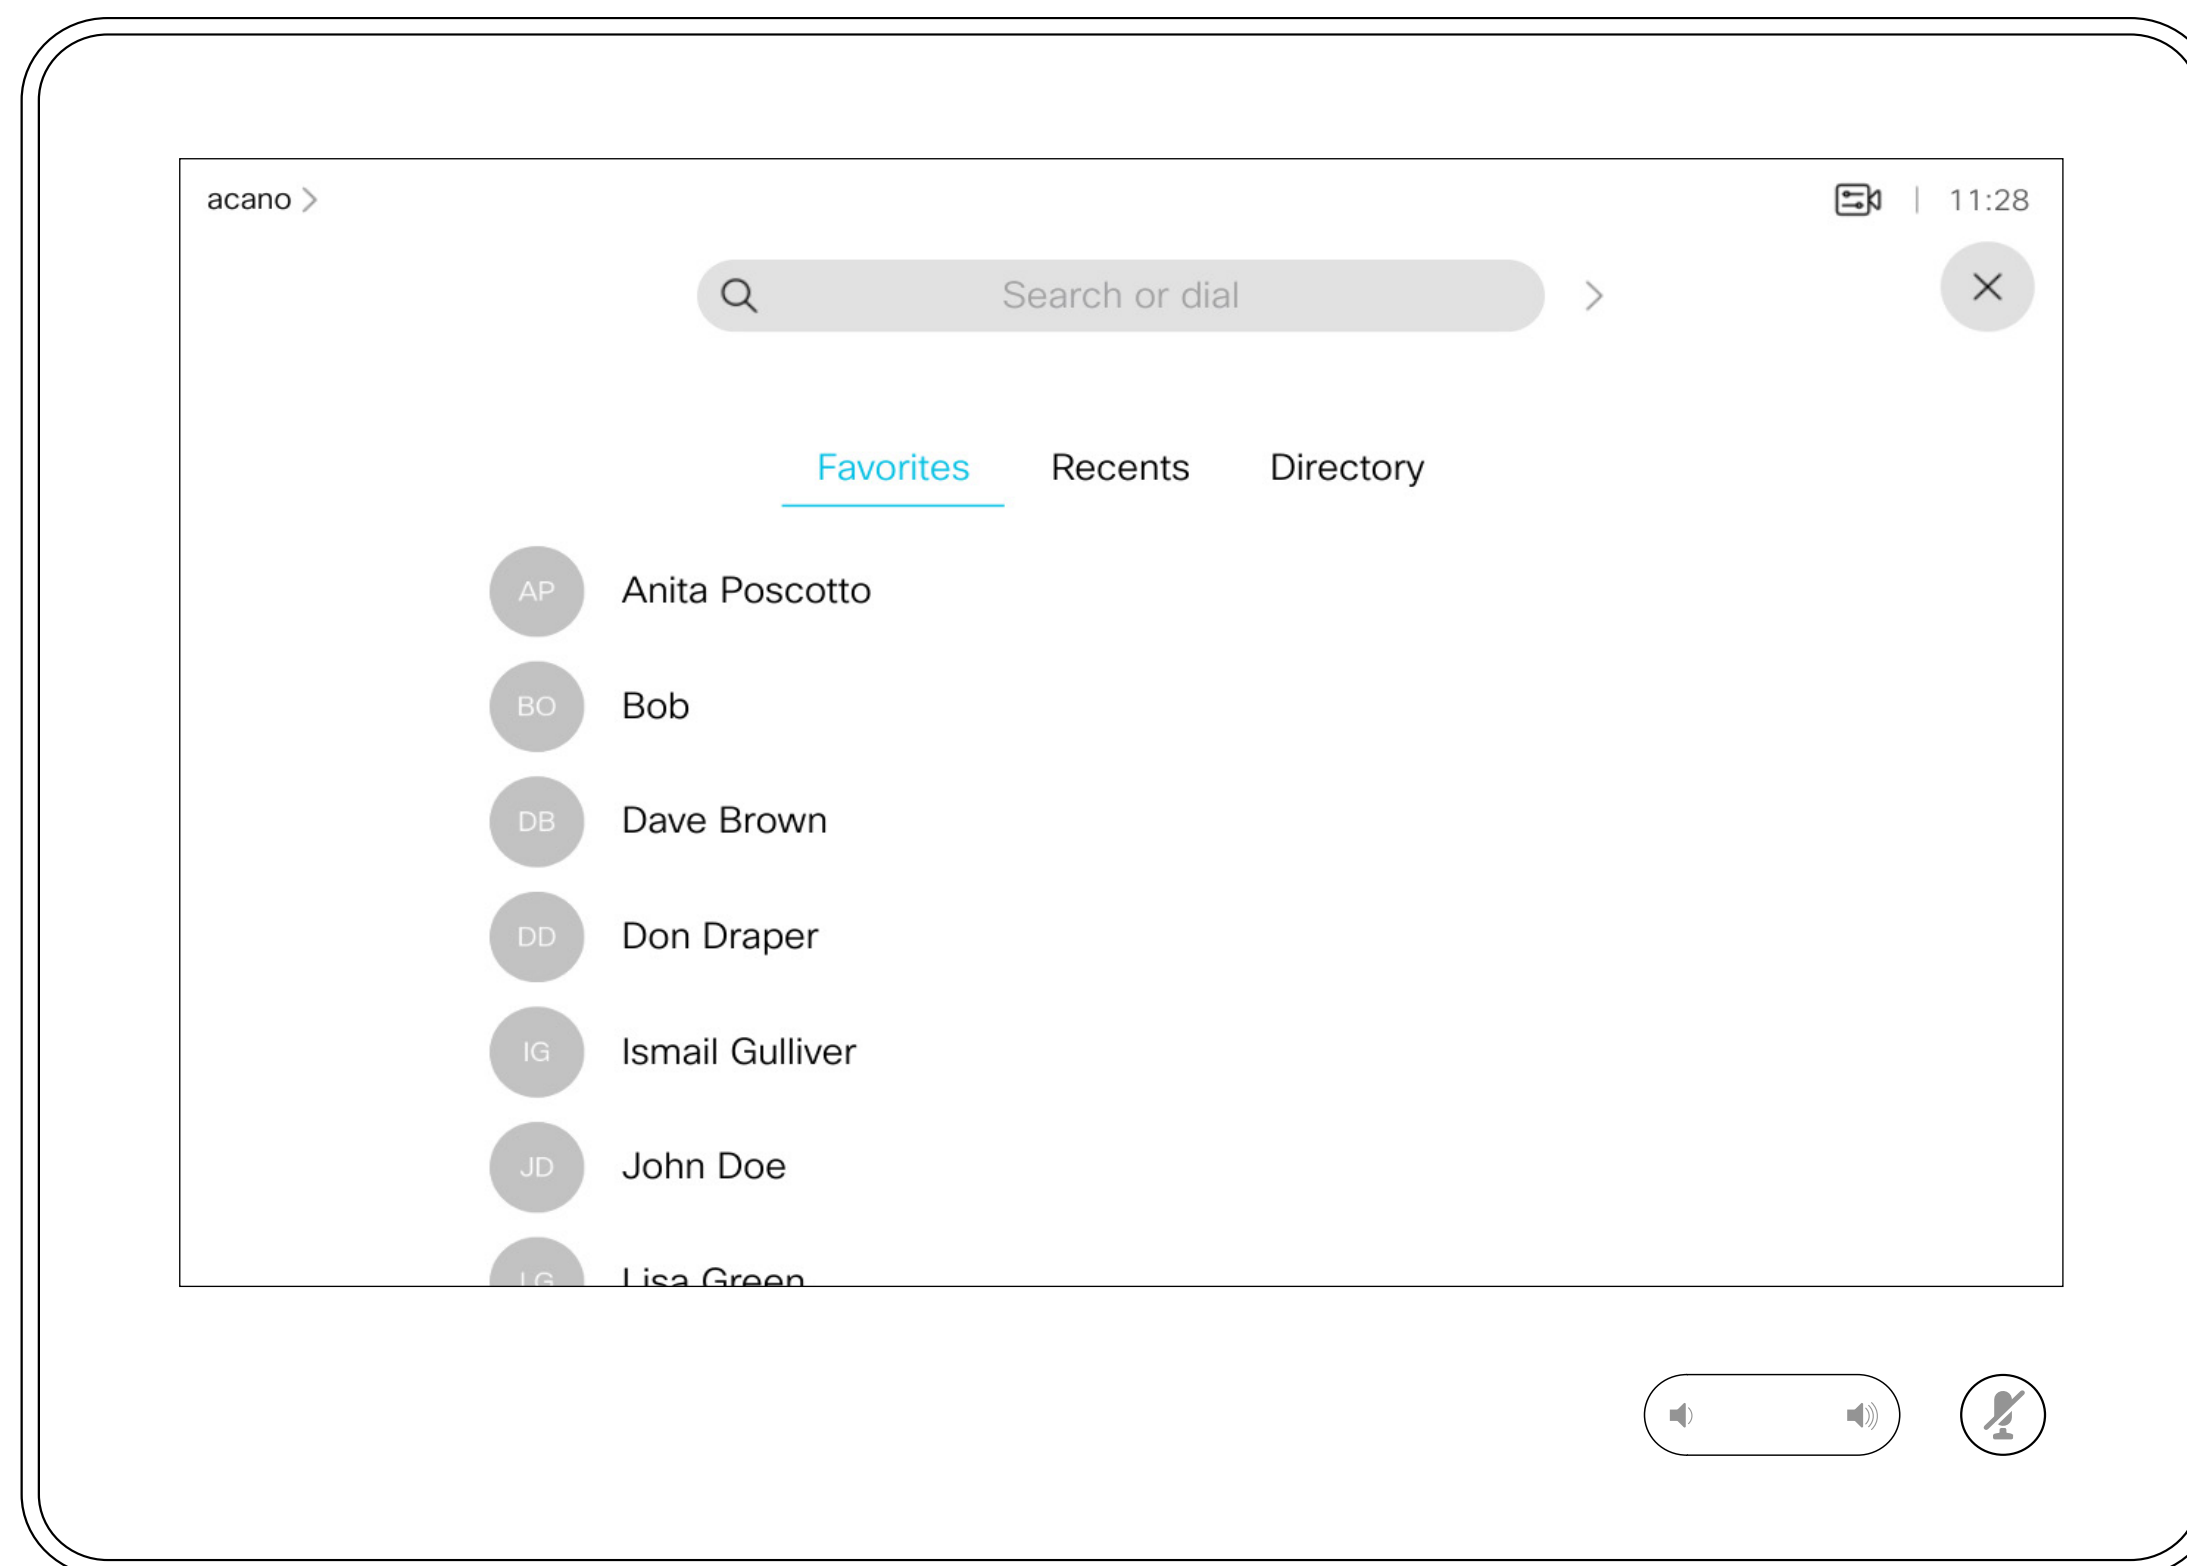 acano
11:28
Search or dial
Favorites Recents Directory
AP Anita Poscotto
BO Bob
DB Dave Brown
DD Don Draper
IG Ismail Gulliver
JD John Doe
LG Lisa Green